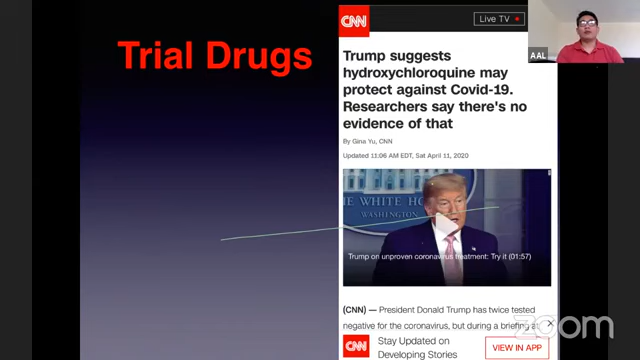 Trial Drugs
CNN
Live TV
Trump suggests
hydroxychloroquine may
protect against Covid-19.
Researchers say there's no
evidence of that
By Gina Yu, CNN
Updated 11:06 AM EDT, Sat April 11, 2020
THE WHITE HOUSE
WASHINGTON
Trump on unproven coronavirus treatment: Try it (01:57)
(CNN) — President Donald Trump has twice tested
negative for the coronavirus, but during a briefing at
CNN
Stay Updated on
Developing Stories
VIEW IN APP
AAL
zoom